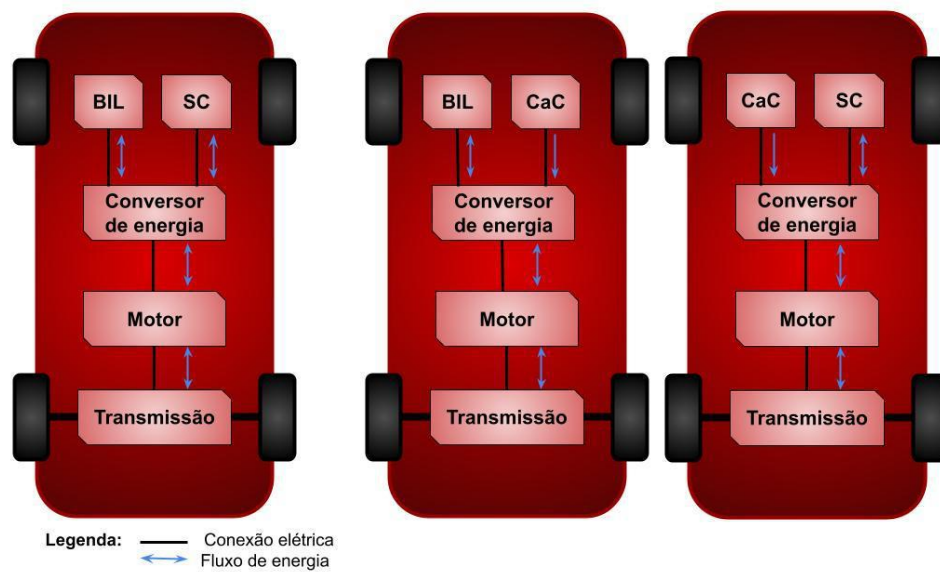 BIL SC
Conversor
de energia
Motor
Transmissão
BIL CaC
Conversor
de energia
Motor
Transmissão
CaC SC
Conversor
de energia
Motor
Transmissão
Legenda: Conexão elétrica
Fluxo de energia